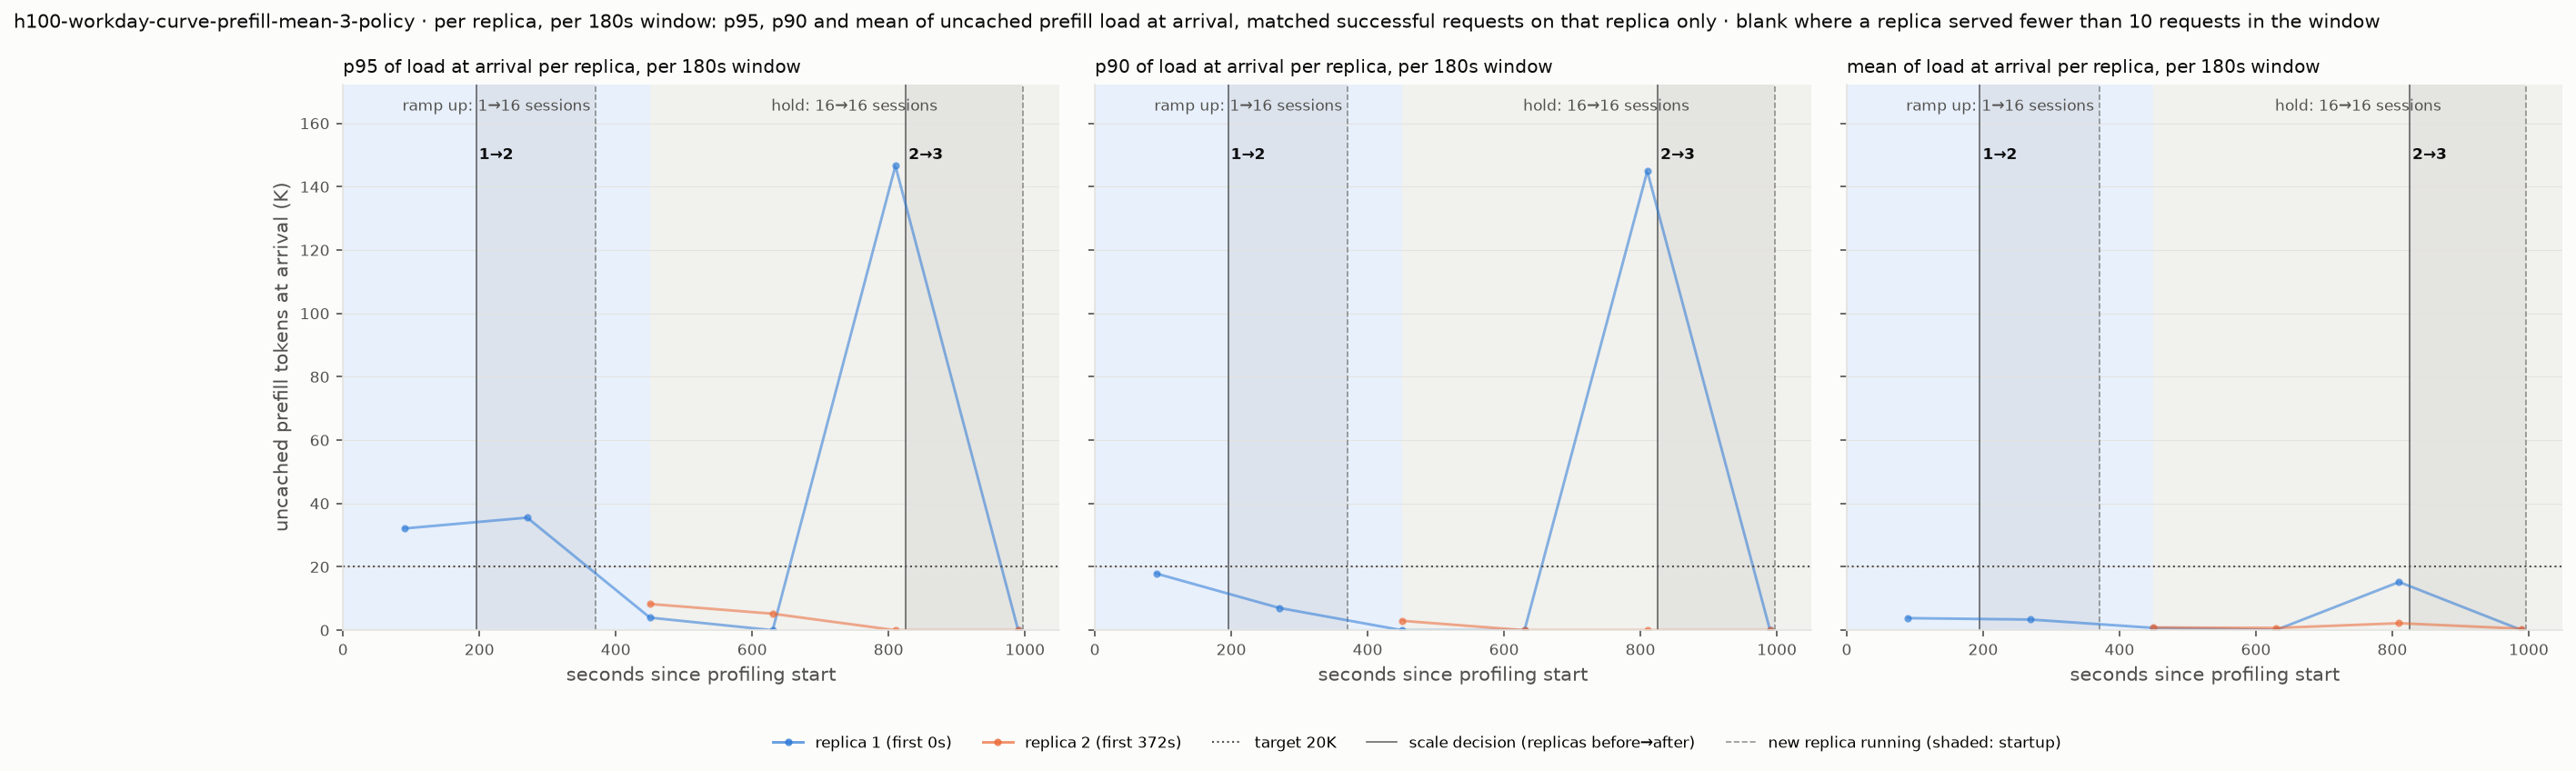 h100-workday-curve-prefill-mean-3-policy · per replica, per 180s window: p95, p90 and mean of uncached prefill load at arrival, matched successful requests on that replica only · blank where a replica served fewer than 10 requests in the window
p95 of load at arrival per replica, per 180s window
ramp up: 1→16 sessions
hold: 16→16 sessions
1→2
2→3
uncached prefill tokens at arrival (K)
160
140
120
100
80
60
40
20
0
0 200 400 600 800 1000
seconds since profiling start
p90 of load at arrival per replica, per 180s window
ramp up: 1→16 sessions
hold: 16→16 sessions
1→2
2→3
0 200 400 600 800 1000
seconds since profiling start
mean of load at arrival per replica, per 180s window
ramp up: 1→16 sessions
hold: 16→16 sessions
1→2
2→3
0 200 400 600 800 1000
seconds since profiling start
replica 1 (first 0s)
replica 2 (first 372s)
target 20K
scale decision (replicas before→after)
new replica running (shaded: startup)